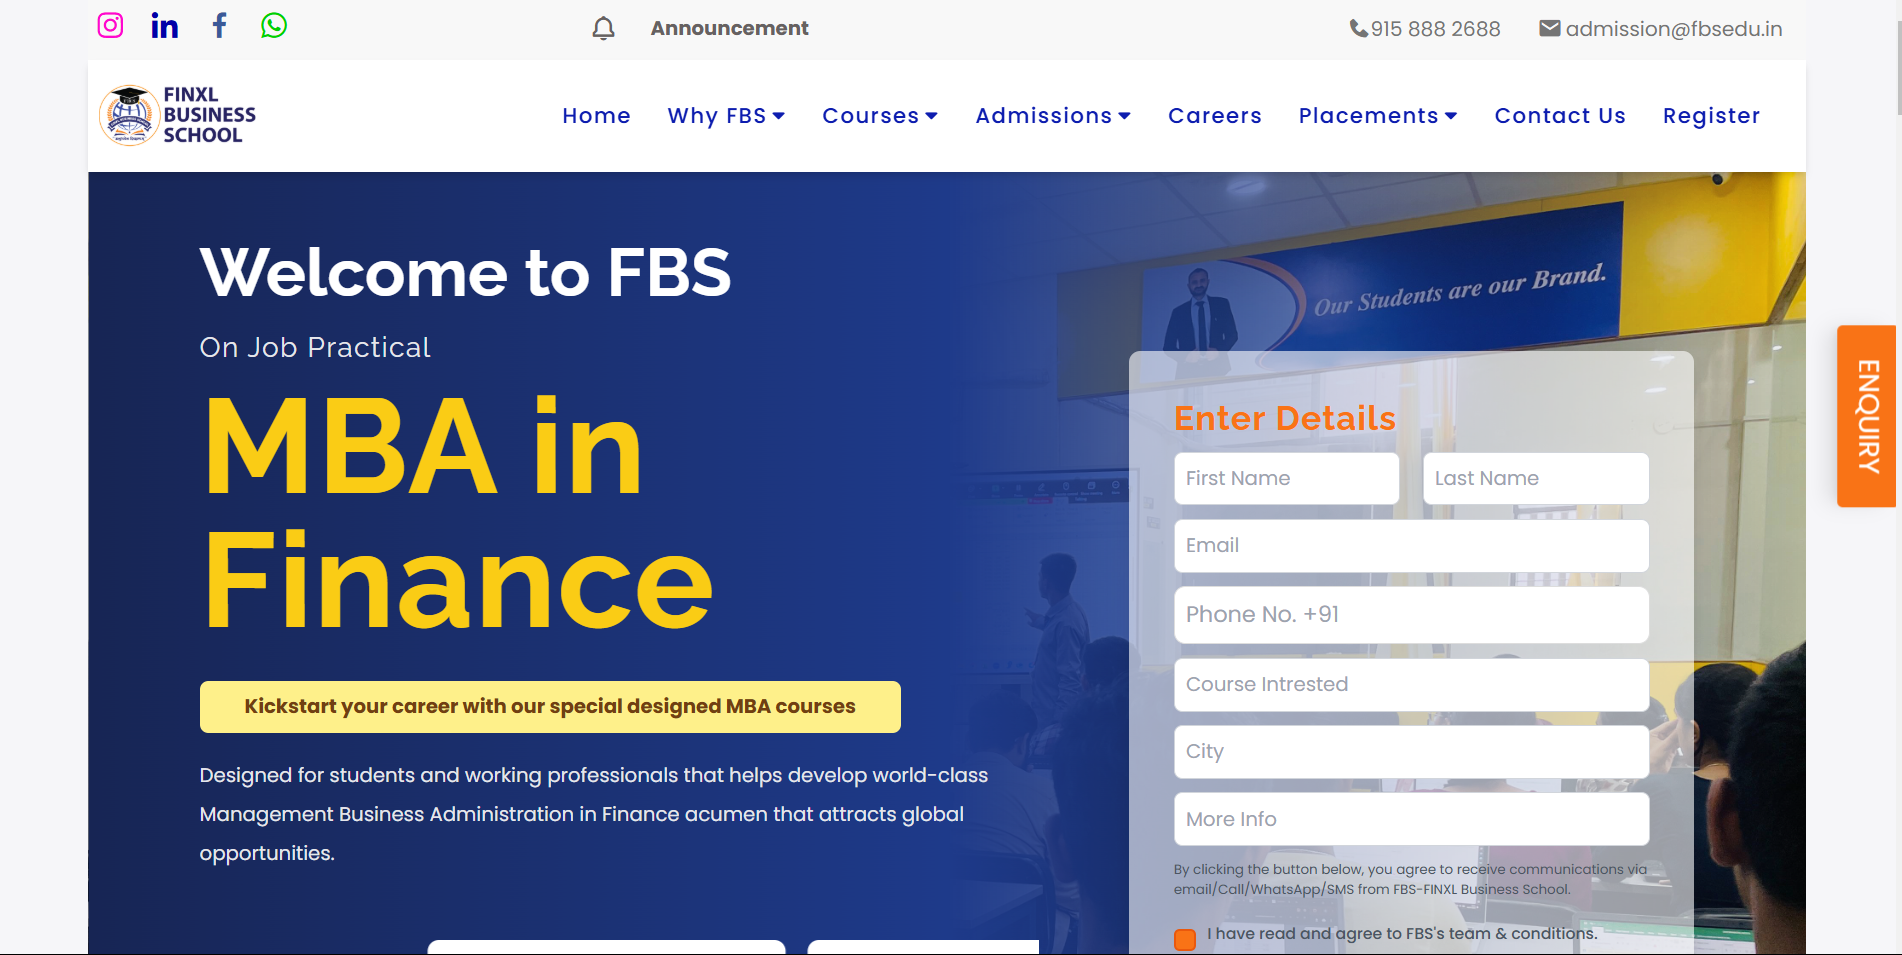 Announcement
915 888 2688
admission@fbsedu.in
FINXL
BUSINESS
SCHOOL
Home
Why FBS
Courses
Admissions
Careers
Placements
Contact Us
Register
Welcome to FBS
On Job Practical
MBA in
Finance
Kickstart your career with our special designed MBA courses
Designed for students and working professionals that helps develop world-class
Management Business Administration in Finance acumen that attracts global
opportunities.
Our Students are our Brand.
Enter Details
First Name
Last Name
Email
Phone No. +91
Course Intrested
City
More Info
By clicking the button below, you agree to receive communications via
email/Call/WhatsApp/SMS from FBS-FINXL Business School.
I have read and agree to FBS's team & conditions.
ENQUIRY